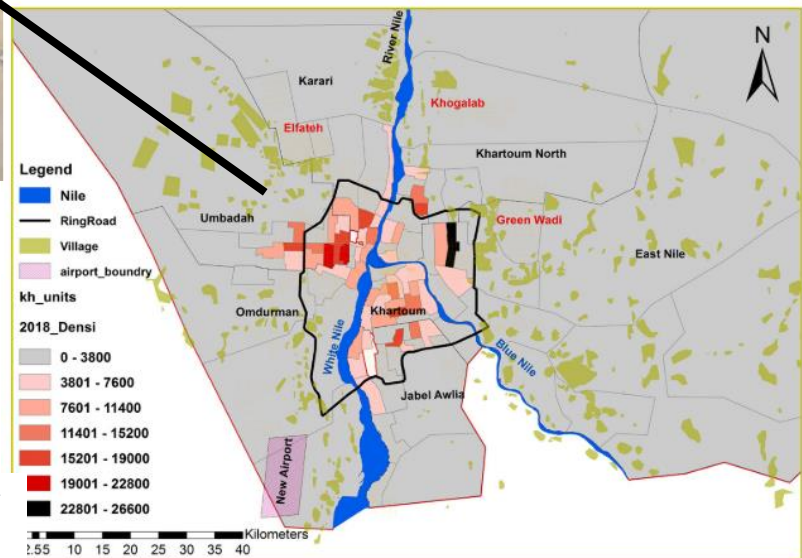 N
River Nile
Karari
Khogalab
Elfateh
Khartoum North
Legend
Nile
RingRoad
Village
airport_boundry
kh_units
2018_Densi
0 - 3800
3801 - 7600
7601 - 11400
11401 - 15200
15201 - 19000
19001 - 22800
22801 - 26600
Umbadah
Green Wadi
East Nile
Omdurman
Khartoum
White Nile
Blue Nile
Jabel Awlia
New Airport
Kilometers
2.55 10 15 20 25 30 35 40